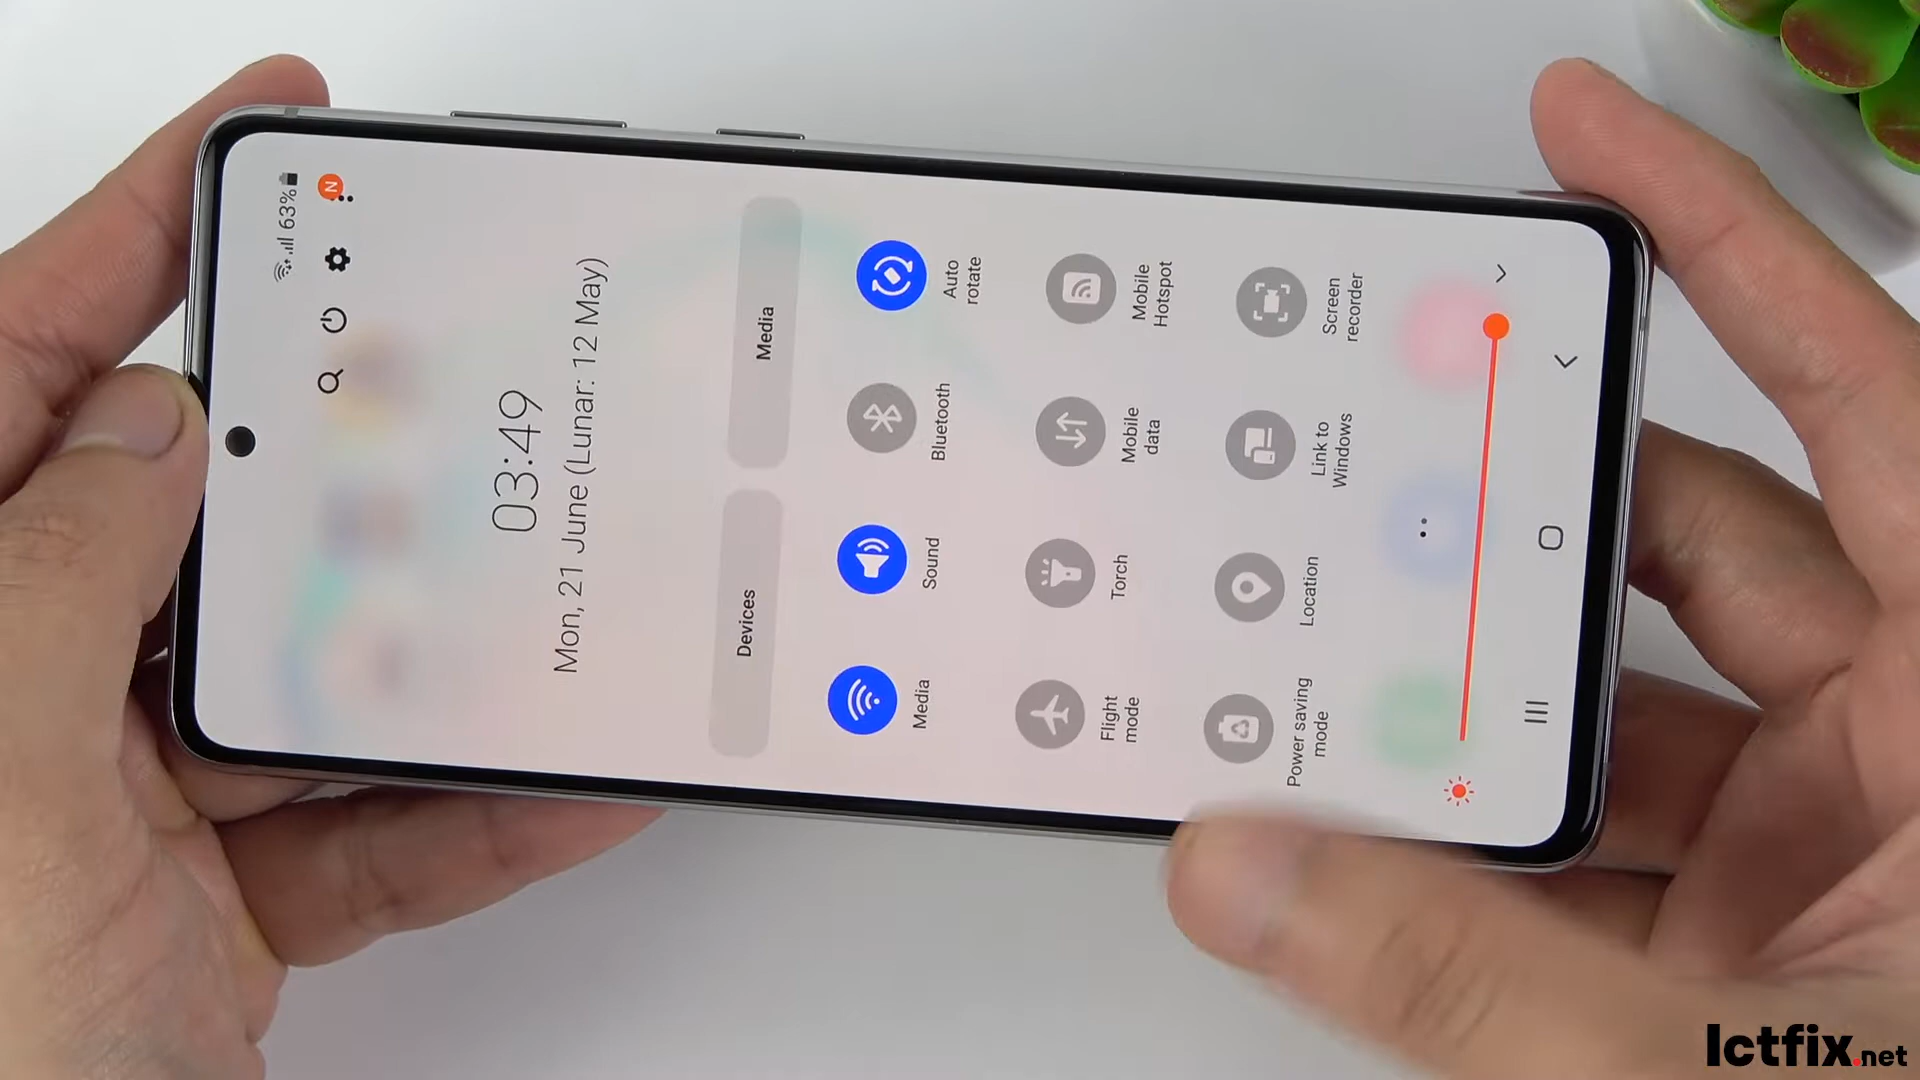 63%
N
03:49
Mon, 21 June (Lunar: 12 May)
Devices
Media
Media
Sound
Bluetooth
Auto
rotate
Flight
mode
Torch
Mobile
data
Mobile
Hotspot
Power saving
mode
Location
Link to
Windows
Screen
recorder
Ictfix.net